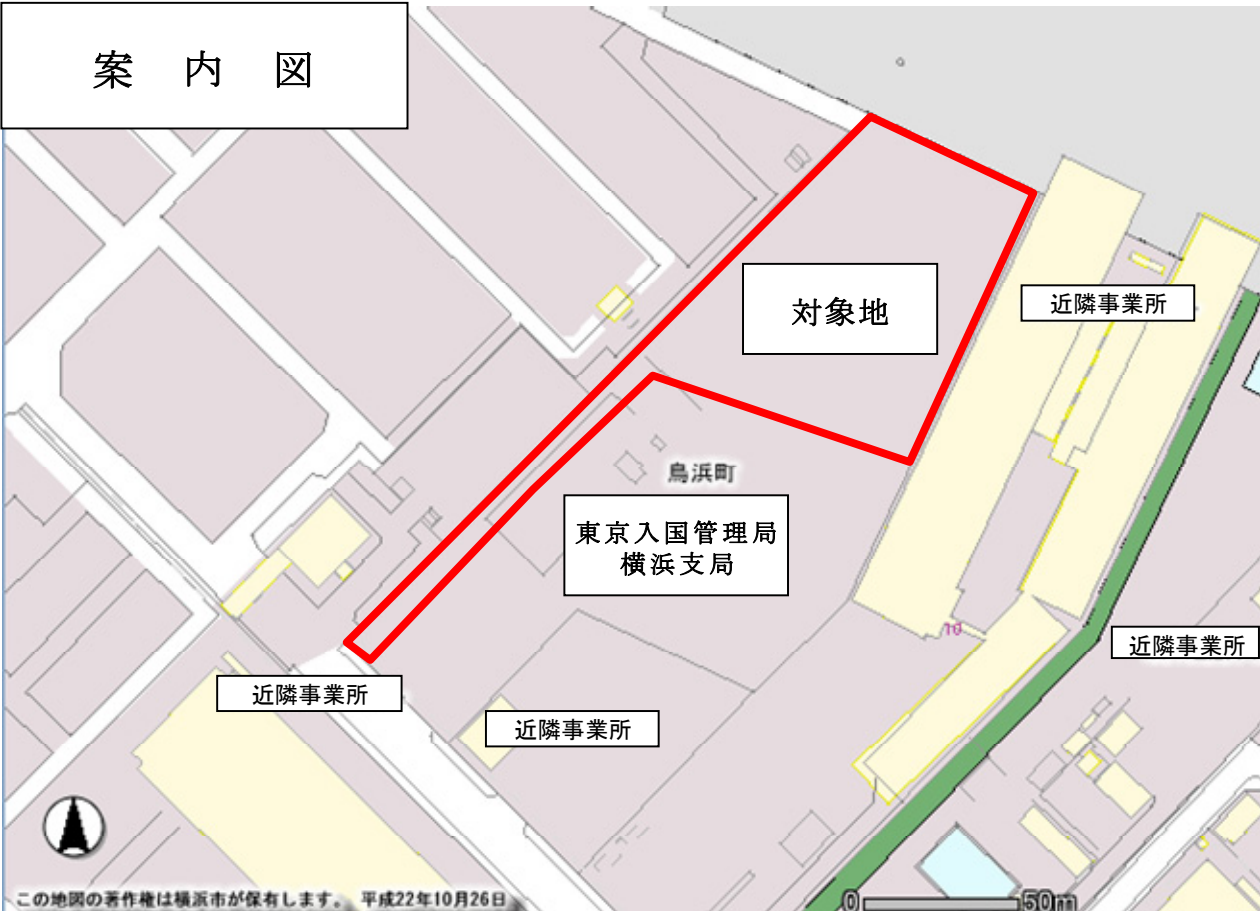 案 内 図
対象地
近隣事業所
鳥浜町
東京入国管理局
横浜支局
10
近隣事業所
近隣事業所
近隣事業所
この地図の著作権は横浜市が保有します。 平成22年10月26日
0 50m